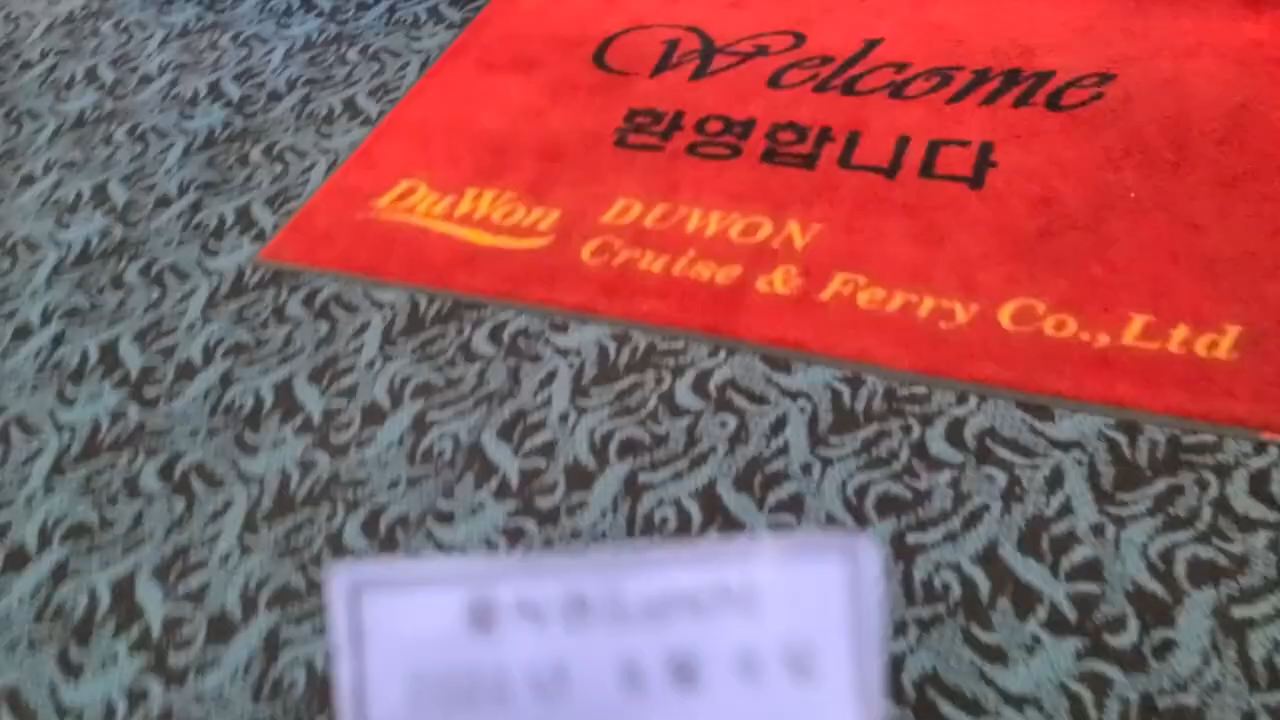 Welcome
환영합니다
DuWon
DUWON
Cruise & Ferry Co.,Ltd